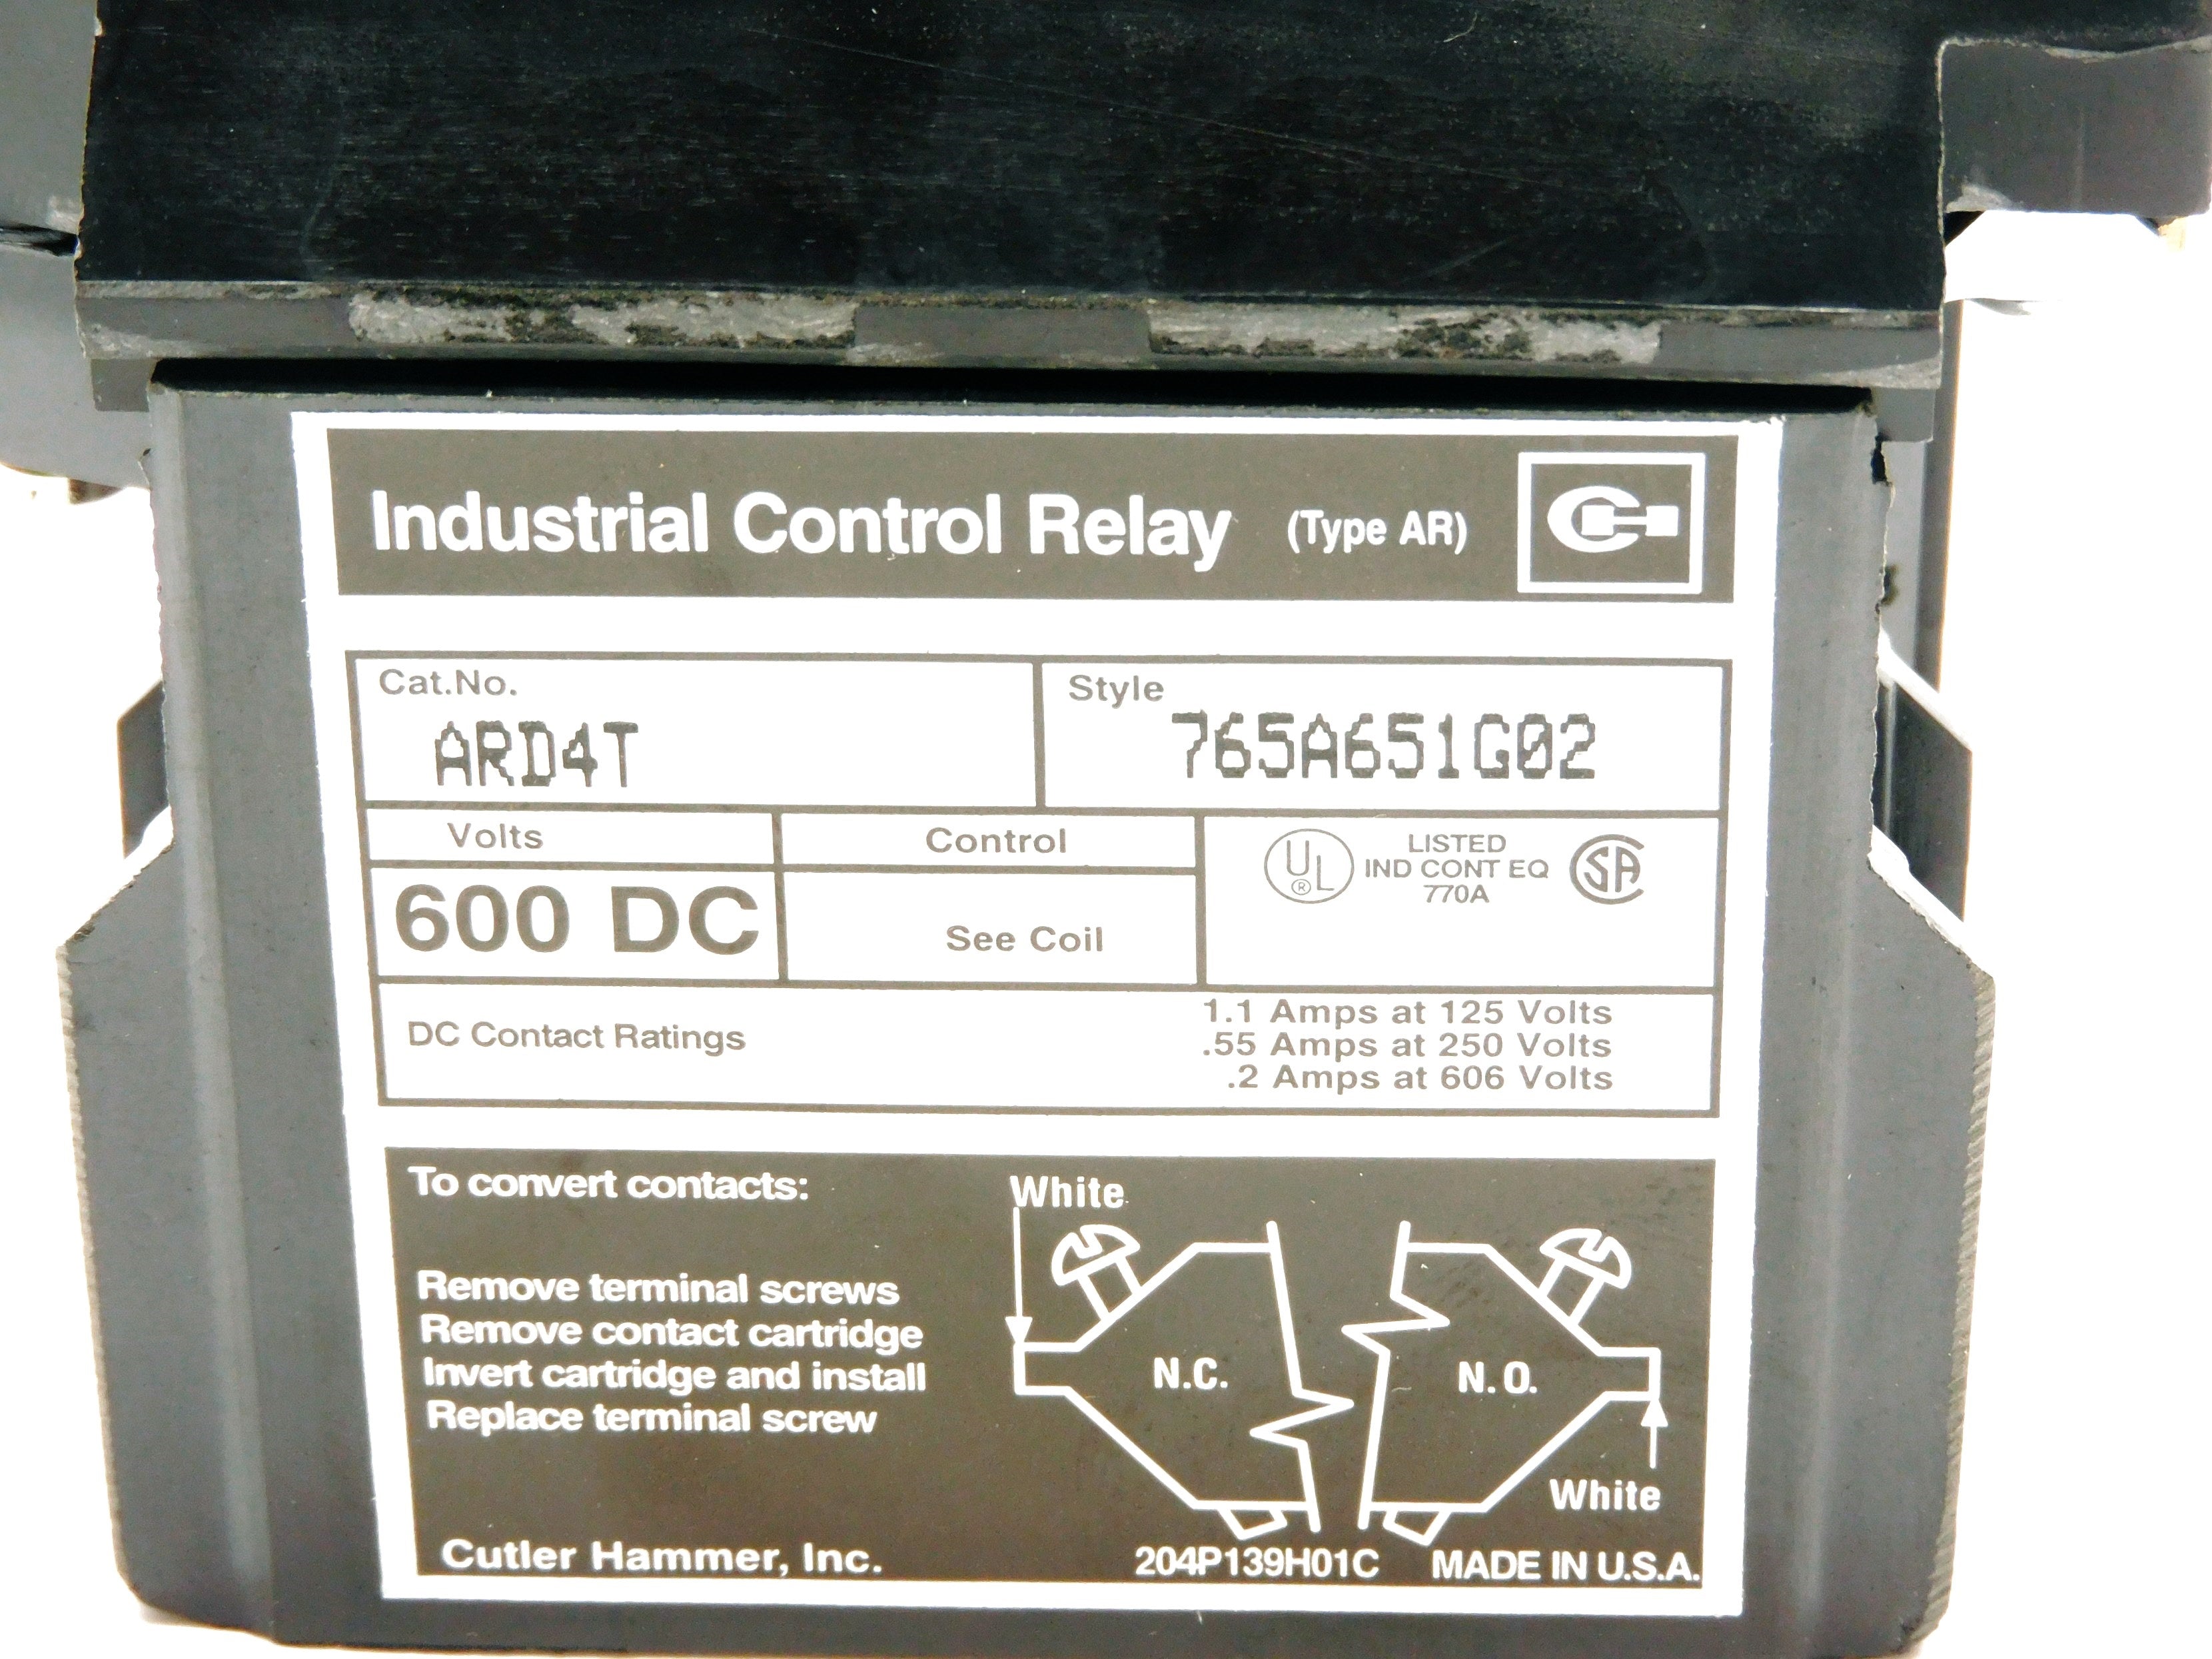 Industrial Control Relay (Type AR)
Cat.No.
ARD4T
Style
765A651G02
Volts
600 DC
Control
See Coil
UL ®
LISTED
IND CONT EQ
770A
SA
DC Contact Ratings
1.1 Amps at 125 Volts
.55 Amps at 250 Volts
.2 Amps at 606 Volts
To convert contacts:
Remove terminal screws
Remove contact cartridge
Invert cartridge and install
Replace terminal screw
White
N.C.
N.O.
White
Cutler Hammer, Inc.
204P139H01C
MADE IN U.S.A.